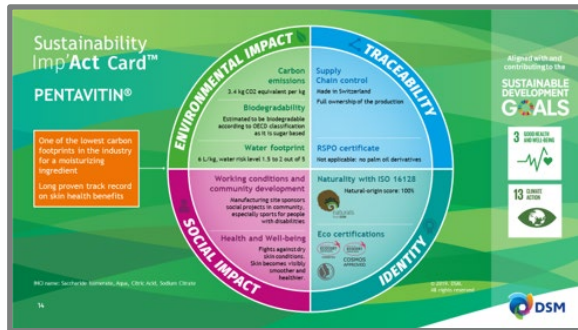 Sustainability
Imp'Act Card™
PENTAVITIN®
One of the lowest carbon
footprints in the industry
for a moisturizing
ingredient
Long proven track record
on skin health benefits
ENVIRONMENTAL IMPACT
Carbon
emissions
3.4 kg CO2 equivalent per kg
Biodegradability
Estimated to be biodegradable
according to OECD classification
as it is sugar based
Water footprint
6 L/kg, water risk level 1.5 to 2 out of 5
TRACEABILITY
Supply
Chain control
Made in Switzerland
Full ownership of the production
RSPO certificate
Not applicable: no palm oil derivatives
SOCIAL IMPACT
Working conditions and
community development
Manufacturing site sponsors
social projects in community,
especially sports for people
with disabilities
Health and Well-being
Fights against dry
skin conditions.
Skin becomes visibly
smoother and
healthier.
IDENTITY
Naturality with ISO 16128
Natural-origin score: 100%
Eco certifications
COSMOS
APPROVED
Aligned with and
contributing to the
SUSTAINABLE
DEVELOPMENT
GOALS
3 GOOD HEALTH
AND WELL-BEING
13 CLIMATE
ACTION
INCI name: Saccharide Isomerate, Aqua, Citric Acid, Sodium Citrate
14
© 2019. DSM.
All rights reserved
DSM